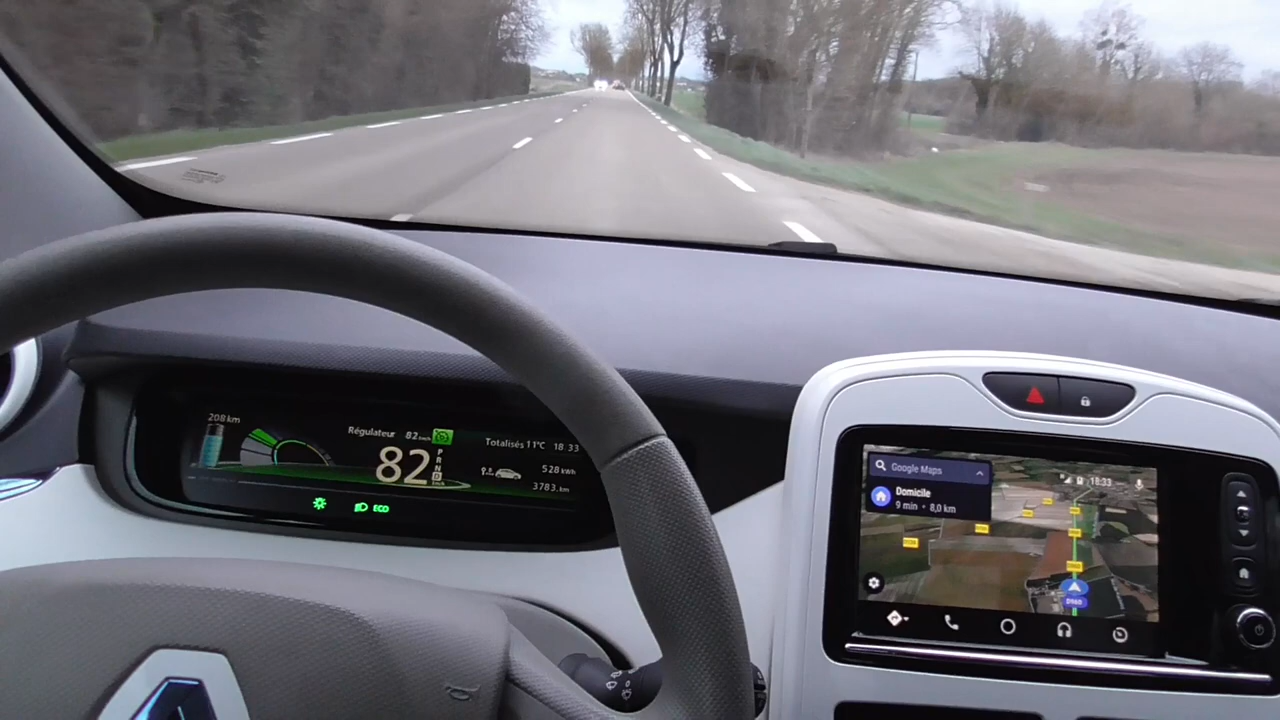 208 km
Régulateur 82 km/h
Totalisés 11°C 18:33
82
P
R
N
D
528 kWh
3783. km
ECO
Google Maps
Domicile
9 min • 8,0 km
18:33
D960